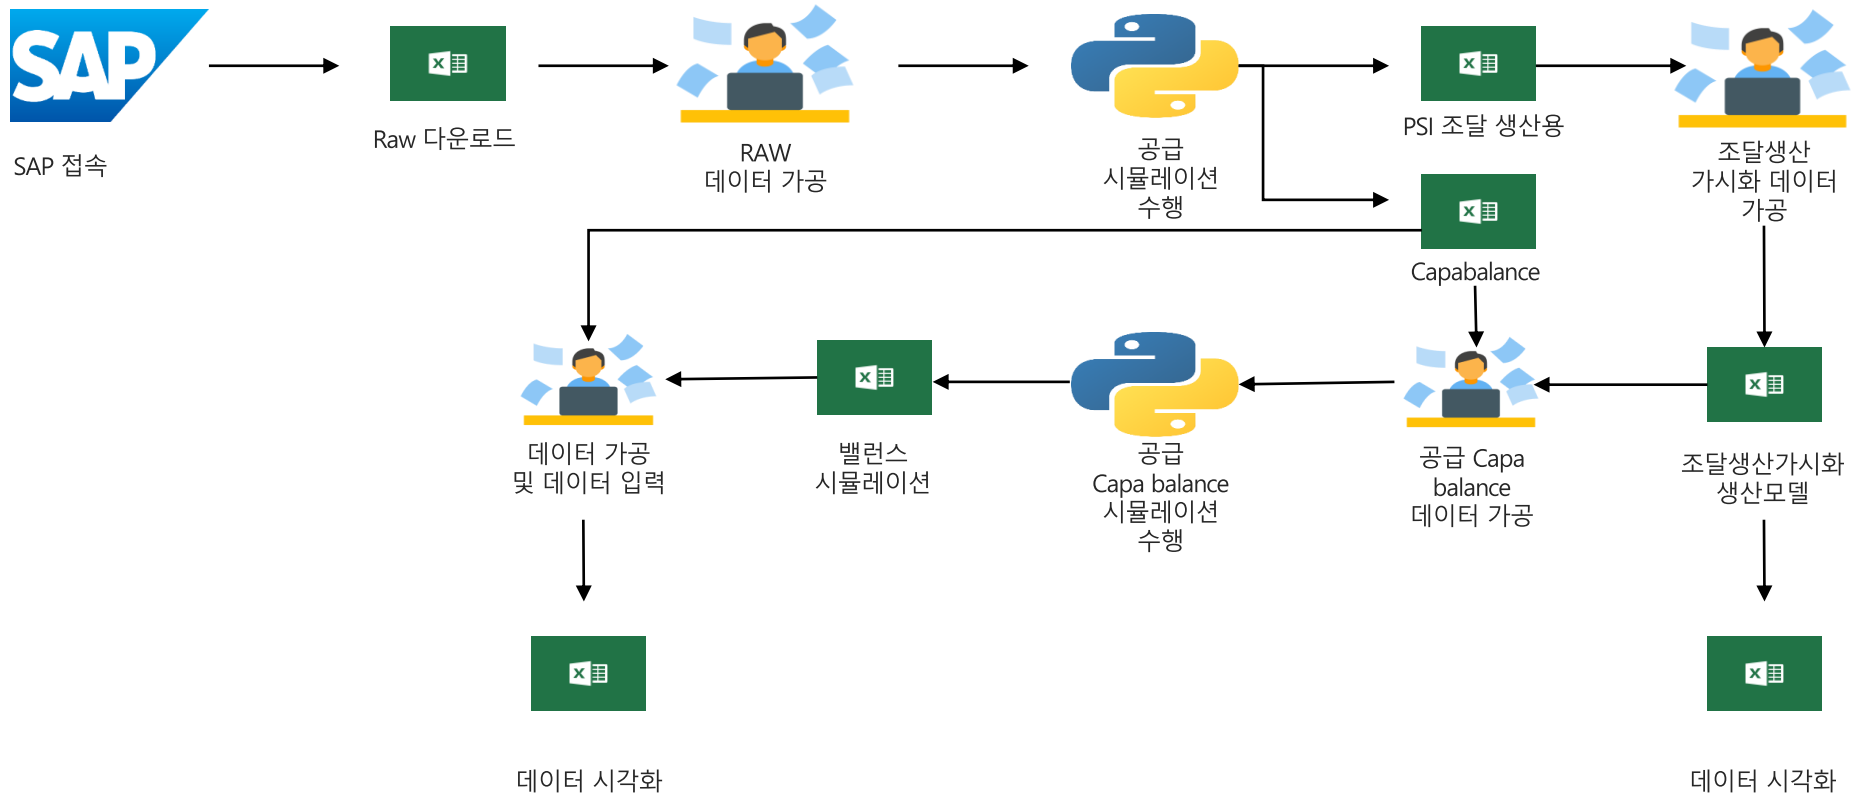 SAP
SAP 접속
Raw 다운로드
RAW
데이터 가공
공급
시뮬레이션
수행
PSI 조달 생산용
조달생산
가시화 데이터
가공
Capabalance
데이터 가공
및 데이터 입력
밸런스
시뮬레이션
공급
Capa balance
시뮬레이션
수행
공급 Capa
balance
데이터 가공
조달생산가시화
생산모델
데이터 시각화
데이터 시각화